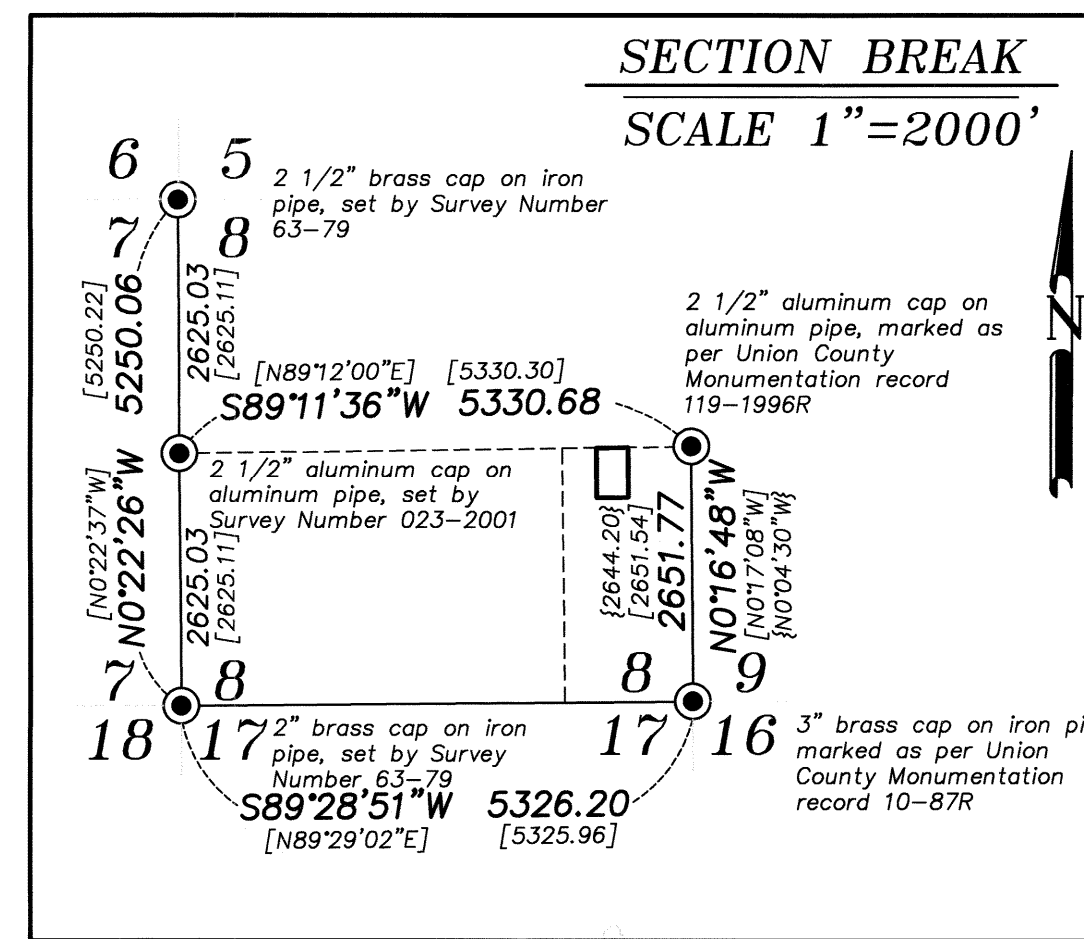 SECTION BREAK
SCALE 1"=2000'
6 5
7 8
2 1/2" brass cap on iron
pipe, set by Survey Number
63-79
[5250.22]
5250.06
2625.03
[2625.11]
N
2 1/2" aluminum cap on
aluminum pipe, marked as
per Union County
Monumentation record
119-1996R
[N89°12'00"E] [5330.30]
S89°11'36"W 5330.68
2 1/2" aluminum cap on
aluminum pipe, set by
Survey Number 023-2001
[N0°22'37"W]
N0°22'26"W
2625.03
[2625.11]
{2644.20}
[2651.54]
2651.77
N0°16'48"W
[N0°17'08"W]
{N0°04'30"W}
7 8
18 17
8 9
17 16
2" brass cap on iron
pipe, set by Survey
Number 63-79
3" brass cap on iron pi
marked as per Union
County Monumentation
record 10-87R
S89°28'51"W 5326.20
[N89°29'02"E] [5325.96]